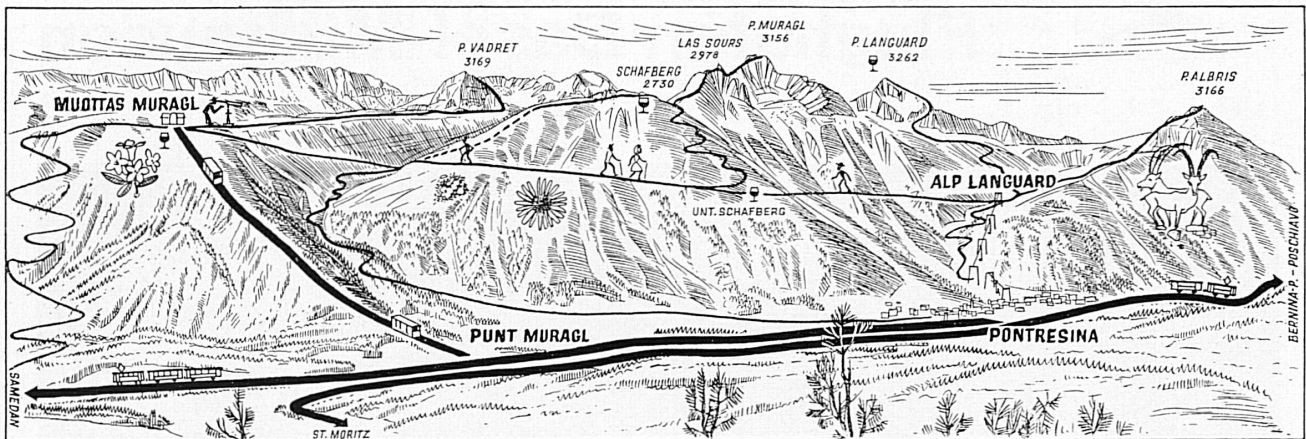 P. MURAGL
3156
P. VADRET
3169
LAS SOURS
2978
P. LANGUARD
3262
SCHAFBERG
2730
P. ALBRIS
3166
MUOTTAS MURAGL
ALP LANGUARD
UNT. SCHAFBERG
BERNINA-P. - POSCHIAVO
PUNT MURAGL
PONTRESINA
SAMEDAN
ST. MORITZ